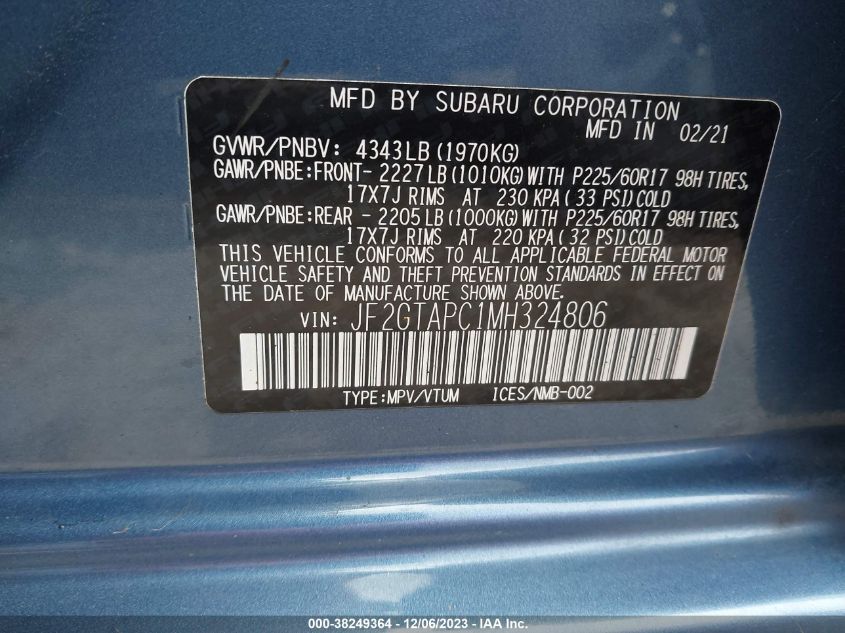 MFD BY SUBARU CORPORATION
MFD IN 02/21
GVWR/PNBV: 4343LB (1970KG)
GAWR/PNBE:FRONT- 2227LB (1010KG) WITH P225/60R17 98H TIRES,
17X7J RIMS AT 230 KPA ( 33 PSI) COLD
GAWR/PNBE:REAR - 2205LB (1000KG) WITH P225/60R17 98H TIRES,
17X7J RIMS AT 220 KPA ( 32 PSI) COLD
THIS VEHICLE CONFORMS TO ALL APPLICABLE FEDERAL MOTOR
VEHICLE SAFETY AND THEFT PREVENTION STANDARDS IN EFFECT ON
THE DATE OF MANUFACTURE SHOWN ABOVE.
VIN: JF2GTAPC1MH324806
TYPE:MPV/VTUM ICES/NMB-002
000-38249364 - 12/06/2023 - IAA Inc.